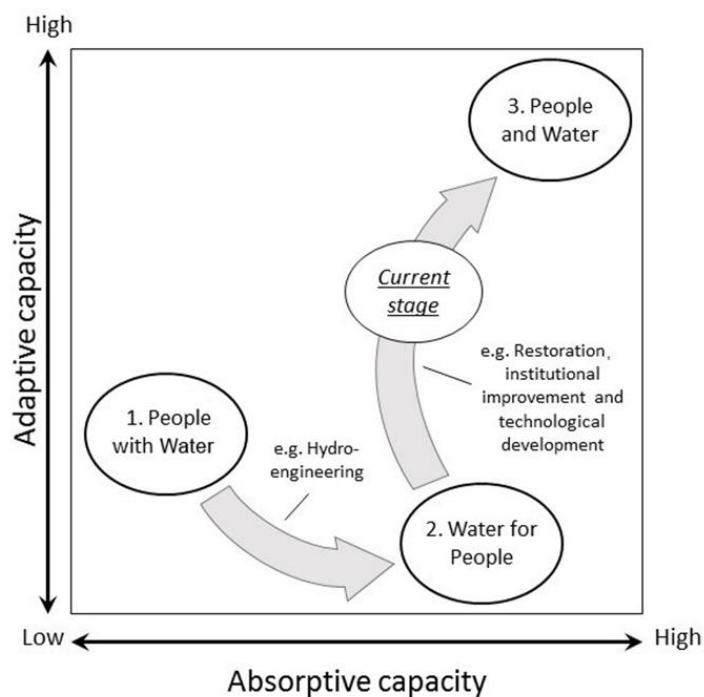 High
3. People
and Water
Adaptive capacity
Current
stage
e.g. Restoration,
institutional
improvement and
technological
development
1. People
with Water
e.g. Hydro-
engineering
2. Water for
People
Low
High
Absorptive capacity